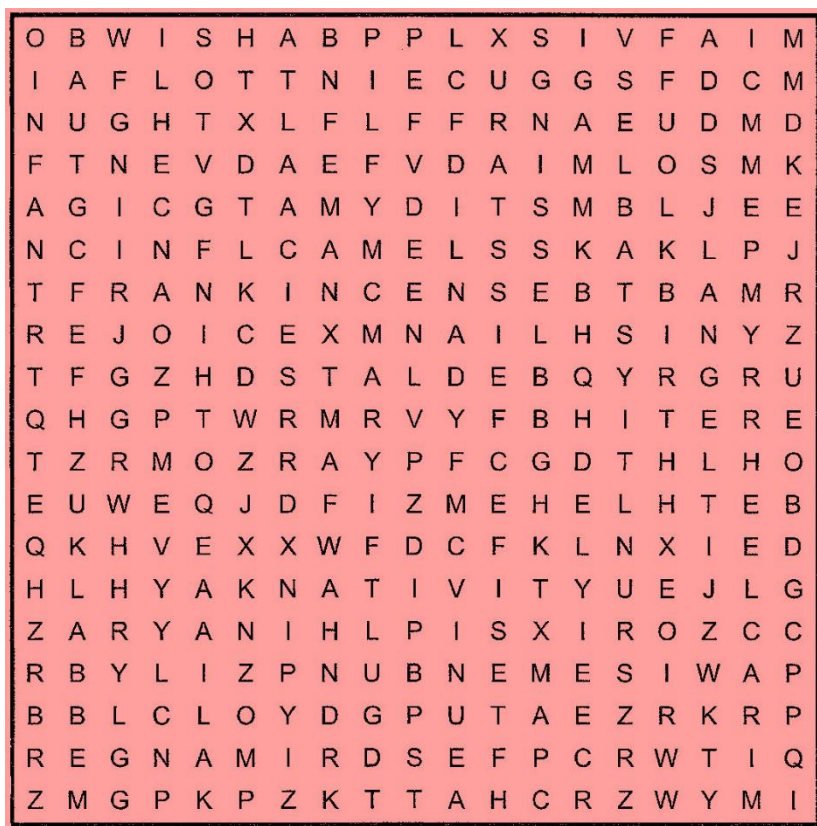 O B W I S H A B P P L X S I V F A I M
I A F L O T T N I E C U G G S F D C M
N U G H T X L F L F F R N A E U D M D
F T N E V D A E F V D A I M L O S M K
A G I C G T A M Y D I T S M B L J E E
N C I N F L C A M E L S S K A K L P J
T F R A N K I N C E N S E B T B A M R
R E J O I C E X M N A I L H S I N Y Z
T F G Z H D S T A L D E B Q Y R G R U
Q H G P T W R M R V Y F B H I T E R E
T Z R M O Z R A Y P F C G D T H L H O
E U W E Q J D F I Z M E H E L H T E B
Q K H V E X X W F D C F K L N X I E D
H L H Y A K N A T I V I T Y U E J L G
Z A R Y A N I H L P I S X I R O Z C C
R B Y L I Z P N U B N E M E S I W A P
B B L C L O Y D G P U T A E Z R K R P
R E G N A M I R D S E F P C R W T I Q
Z M G P K P Z K T T A H C R Z W Y M I